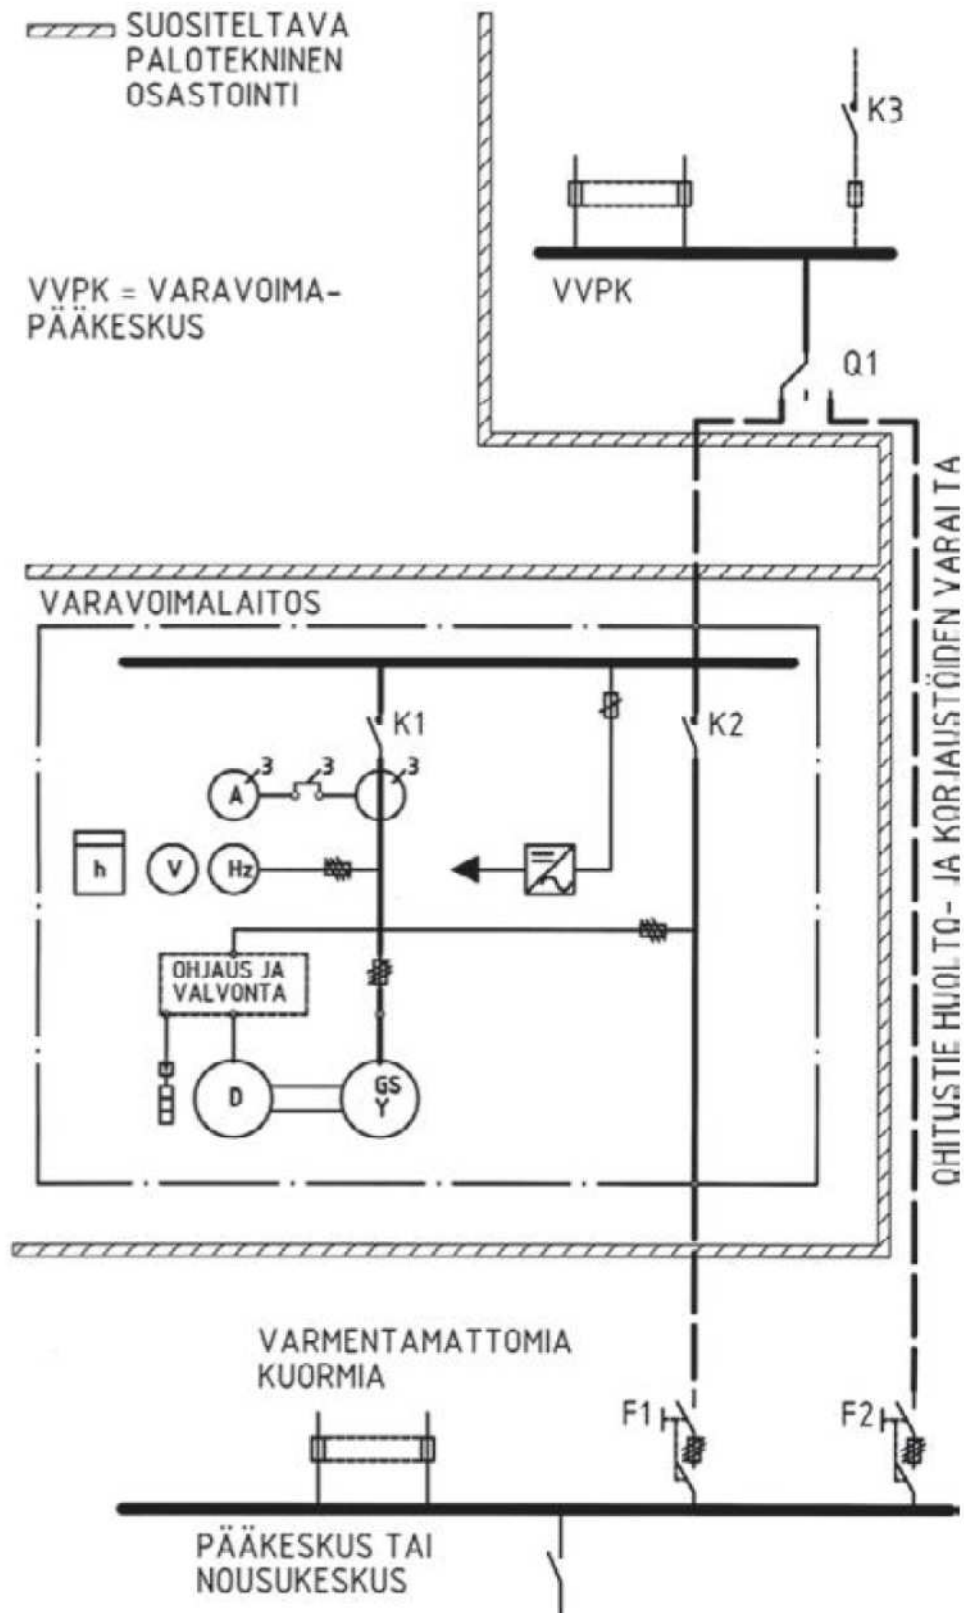 SUOSITELTAVA
PALOTEKNINEN
OSASTOINTI
K3
VVPK = VARAVOIMA-
PÄÄKESKUS
VVPK
Q1
VARAVOIMALAITOS
K1
K2
3
3
3
A
h
V
Hz
OHJAUS JA
VALVONTA
D
GS
Y
OHITUSTIE HUOLTO- JA KORJAUSTÖIDEN VARALTA
VARMENTAMATTOMIA
KUORMIA
F1
F2
PÄÄKESKUS TAI
NOUSUKESKUS